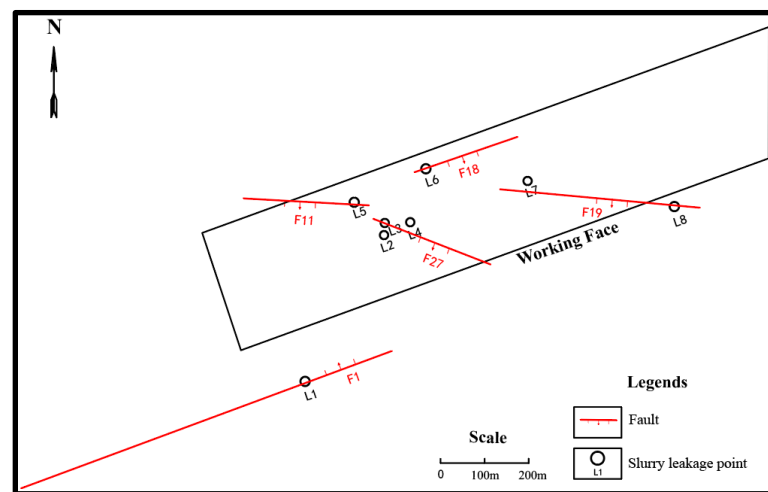 N
L6
F18
L7
L5
F11
L3
L4
L2
F27
F19
L8
Working Face
L1
F1
Legends
Scale
Fault
0 100m 200m
L1
Slurry leakage point